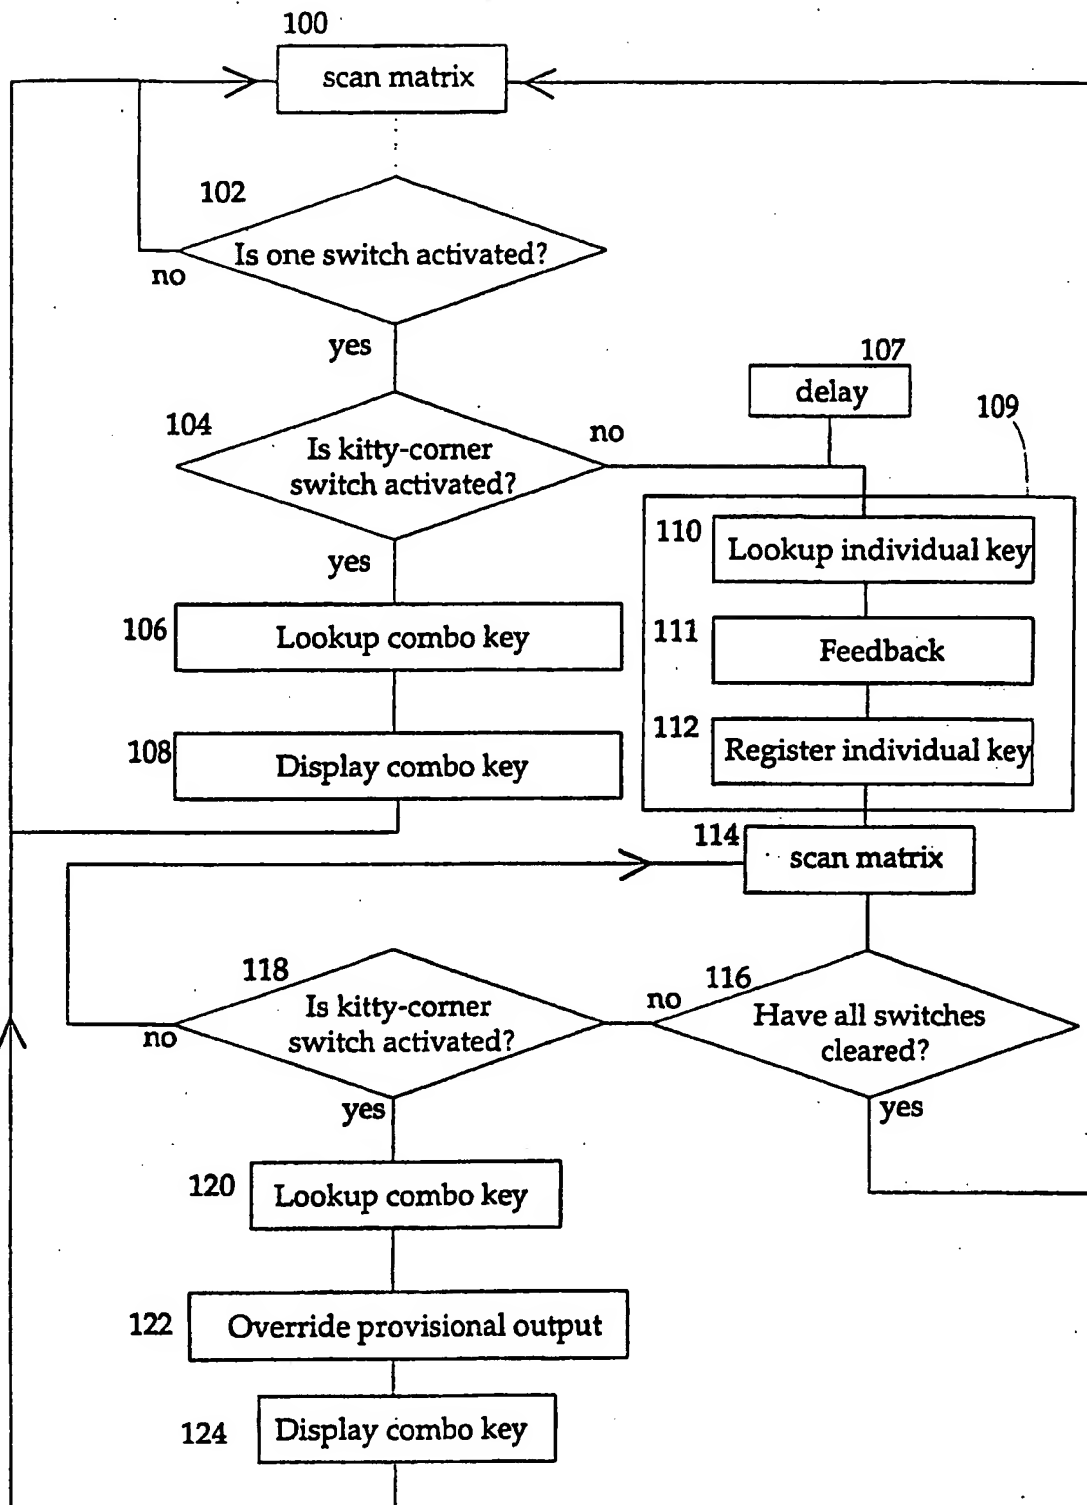 100
scan matrix
102
Is one switch activated?
no
yes
107
delay
109
104
Is kitty-corner
switch activated?
no
yes
110
Lookup individual key
106
Lookup combo key
111
Feedback
112
Register individual key
108
Display combo key
114
scan matrix
118
Is kitty-corner
switch activated?
no
yes
116
no
Have all switches
cleared?
yes
120
Lookup combo key
122
Override provisional output
124
Display combo key